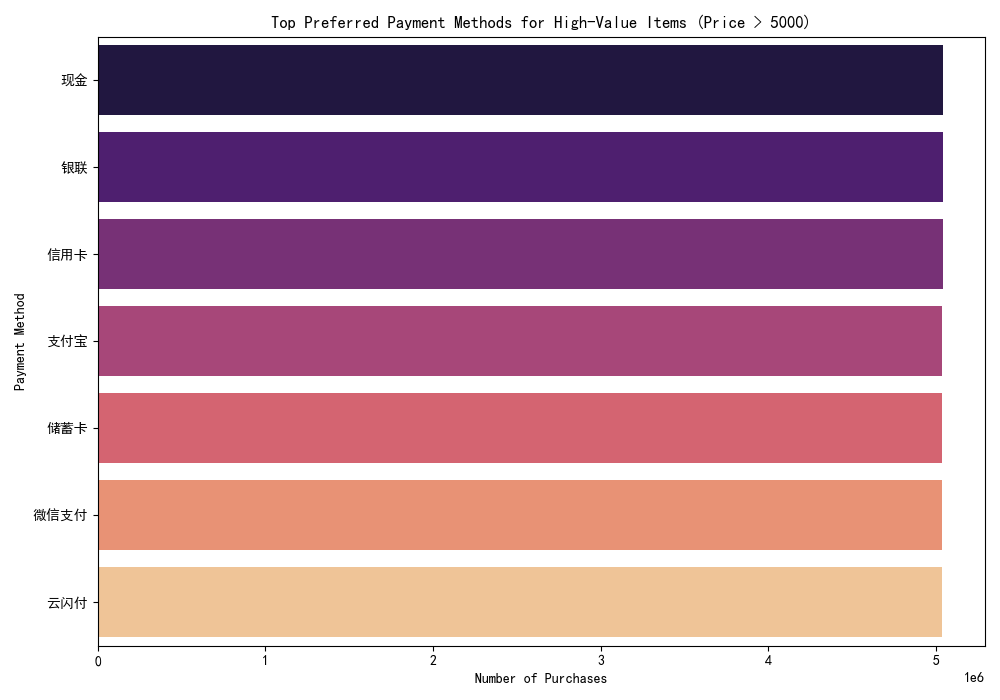 Top Preferred Payment Methods for High-Value Items (Price > 5000)
Payment Method
现金
银联
信用卡
支付宝
储蓄卡
微信支付
云闪付
0 1 2 3 4 5
1e6
Number of Purchases